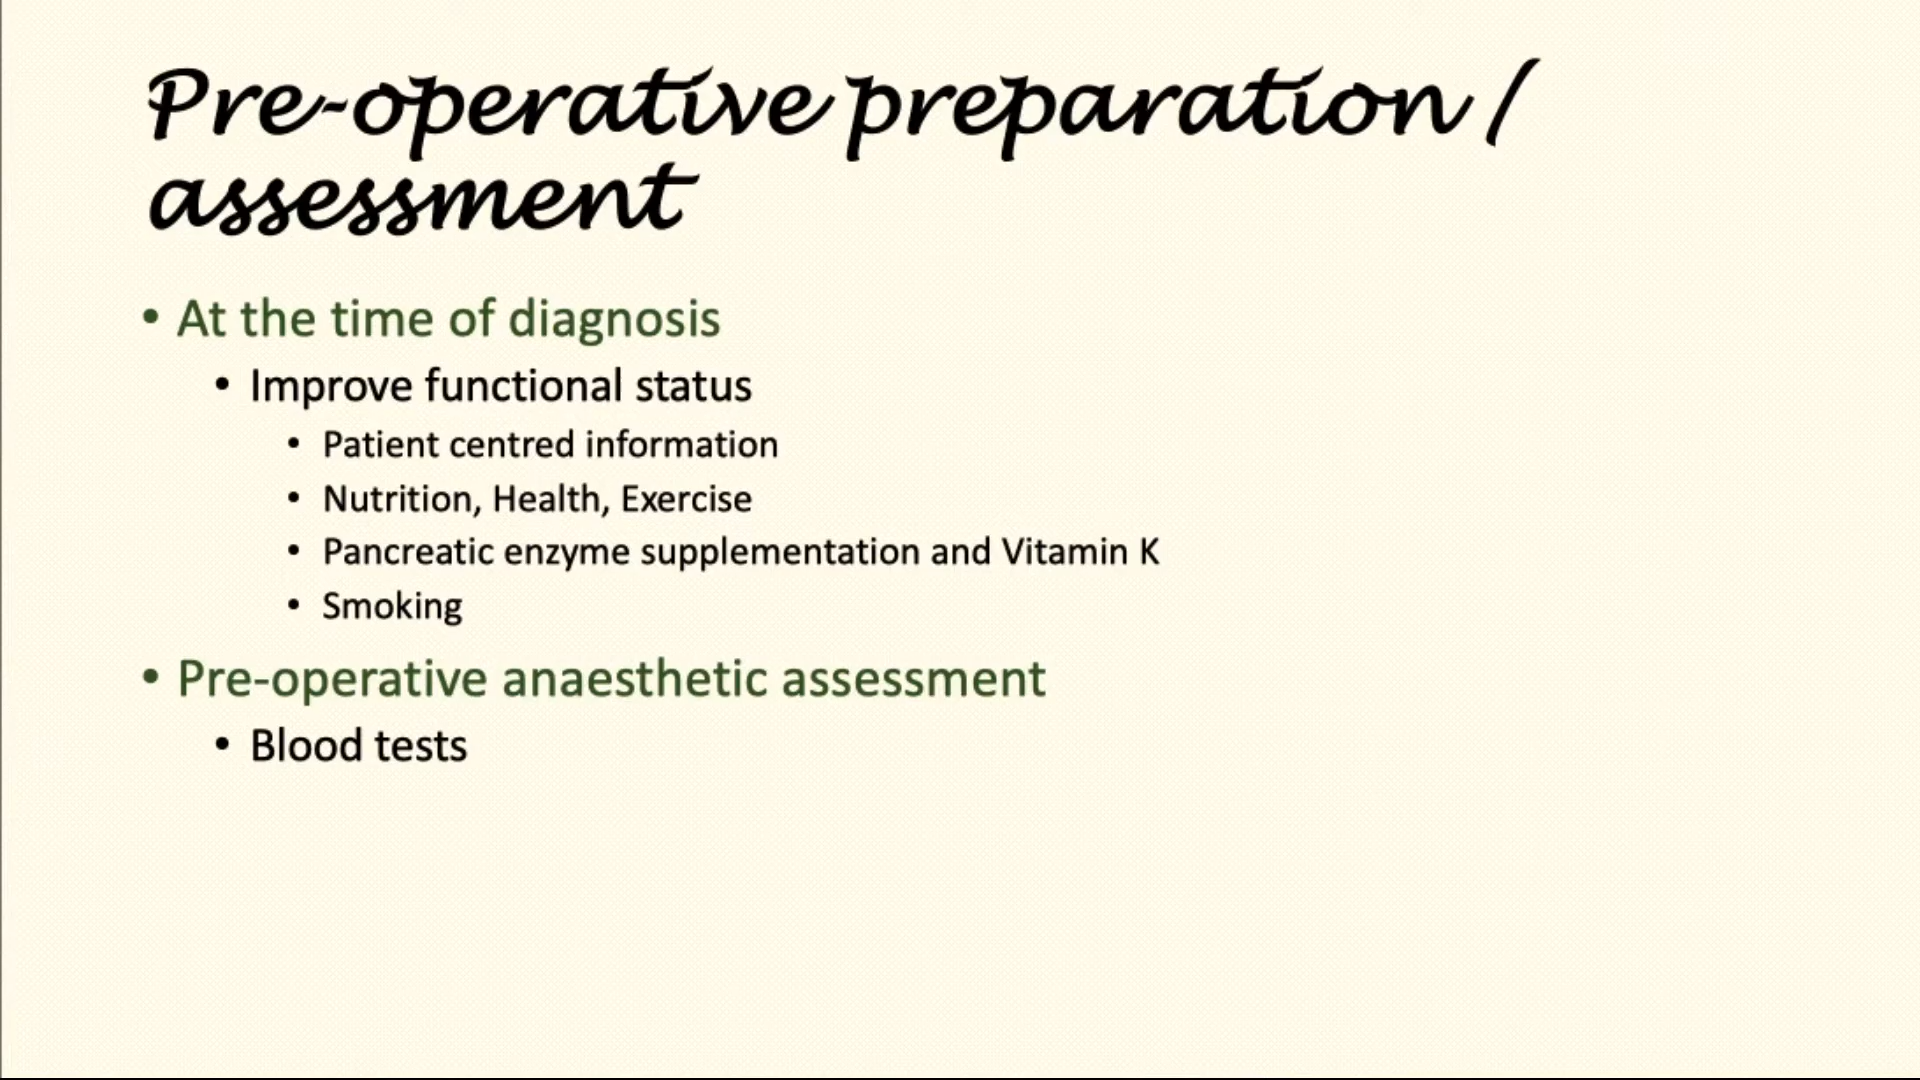 Pre-operative preparation /
assessment
• At the time of diagnosis
• Improve functional status
• Patient centred information
• Nutrition, Health, Exercise
• Pancreatic enzyme supplementation and Vitamin K
• Smoking
• Pre-operative anaesthetic assessment
• Blood tests